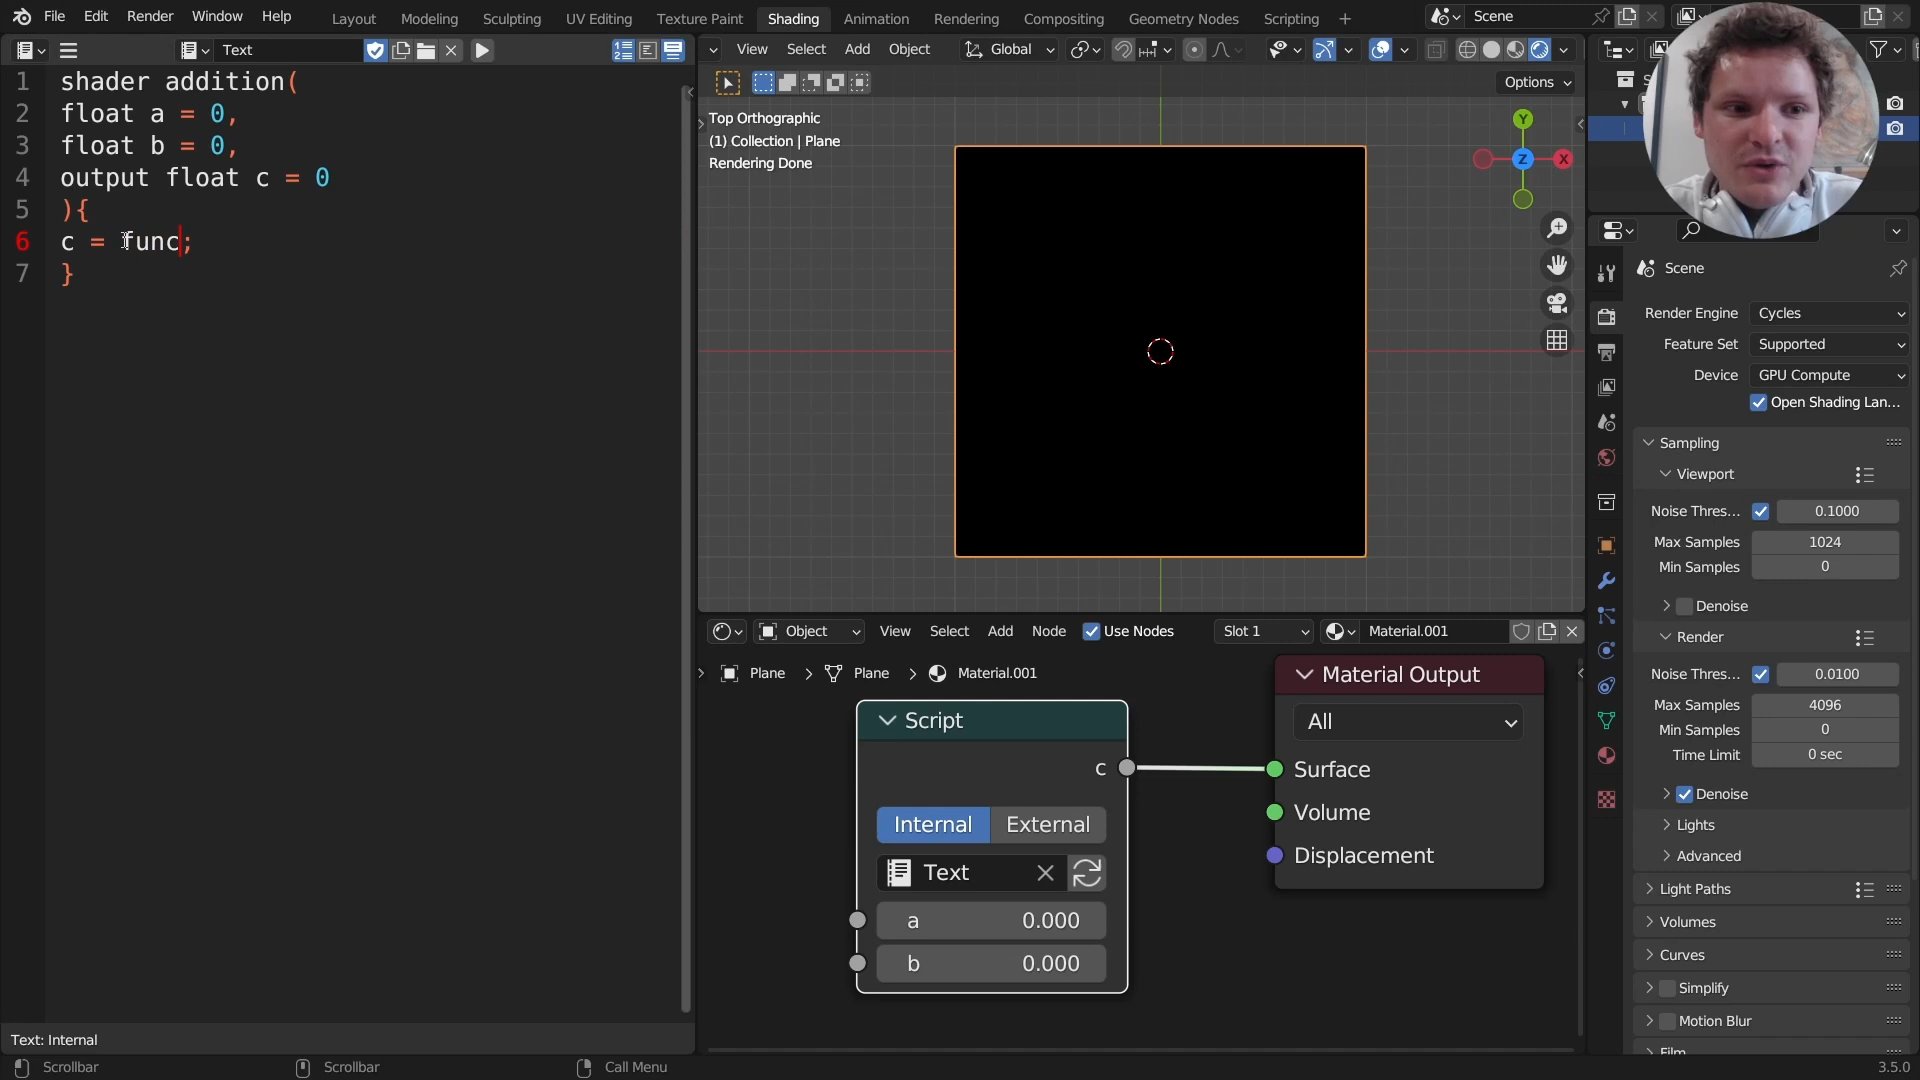 File Edit Render Window Help
Layout Modeling Sculpting UV Editing Texture Paint Shading Animation Rendering Compositing Geometry Nodes Scripting +
Scene
Text
View Select Add Object
Global
Options
1 shader addition(
2 float a = 0,
3 float b = 0,
4 output float c = 0
5 ){
6 c = func;
7 }
Text: Internal
Top Orthographic
(1) Collection | Plane
Rendering Done
Y
Z
X
Object View Select Add Node Use Nodes Slot 1 Material.001
Plane > Plane > Material.001
Script
c
Internal External
Text
a 0.000
b 0.000
Material Output
All
Surface
Volume
Displacement
Scene
Render Engine Cycles
Feature Set Supported
Device GPU Compute
Open Shading Lan...
Sampling
Viewport
Noise Thres... 0.1000
Max Samples 1024
Min Samples 0
Denoise
Render
Noise Thres... 0.0100
Max Samples 4096
Min Samples 0
Time Limit 0 sec
Denoise
Lights
Advanced
Light Paths
Volumes
Curves
Simplify
Motion Blur
Film
Scrollbar Scrollbar Call Menu
3.5.0